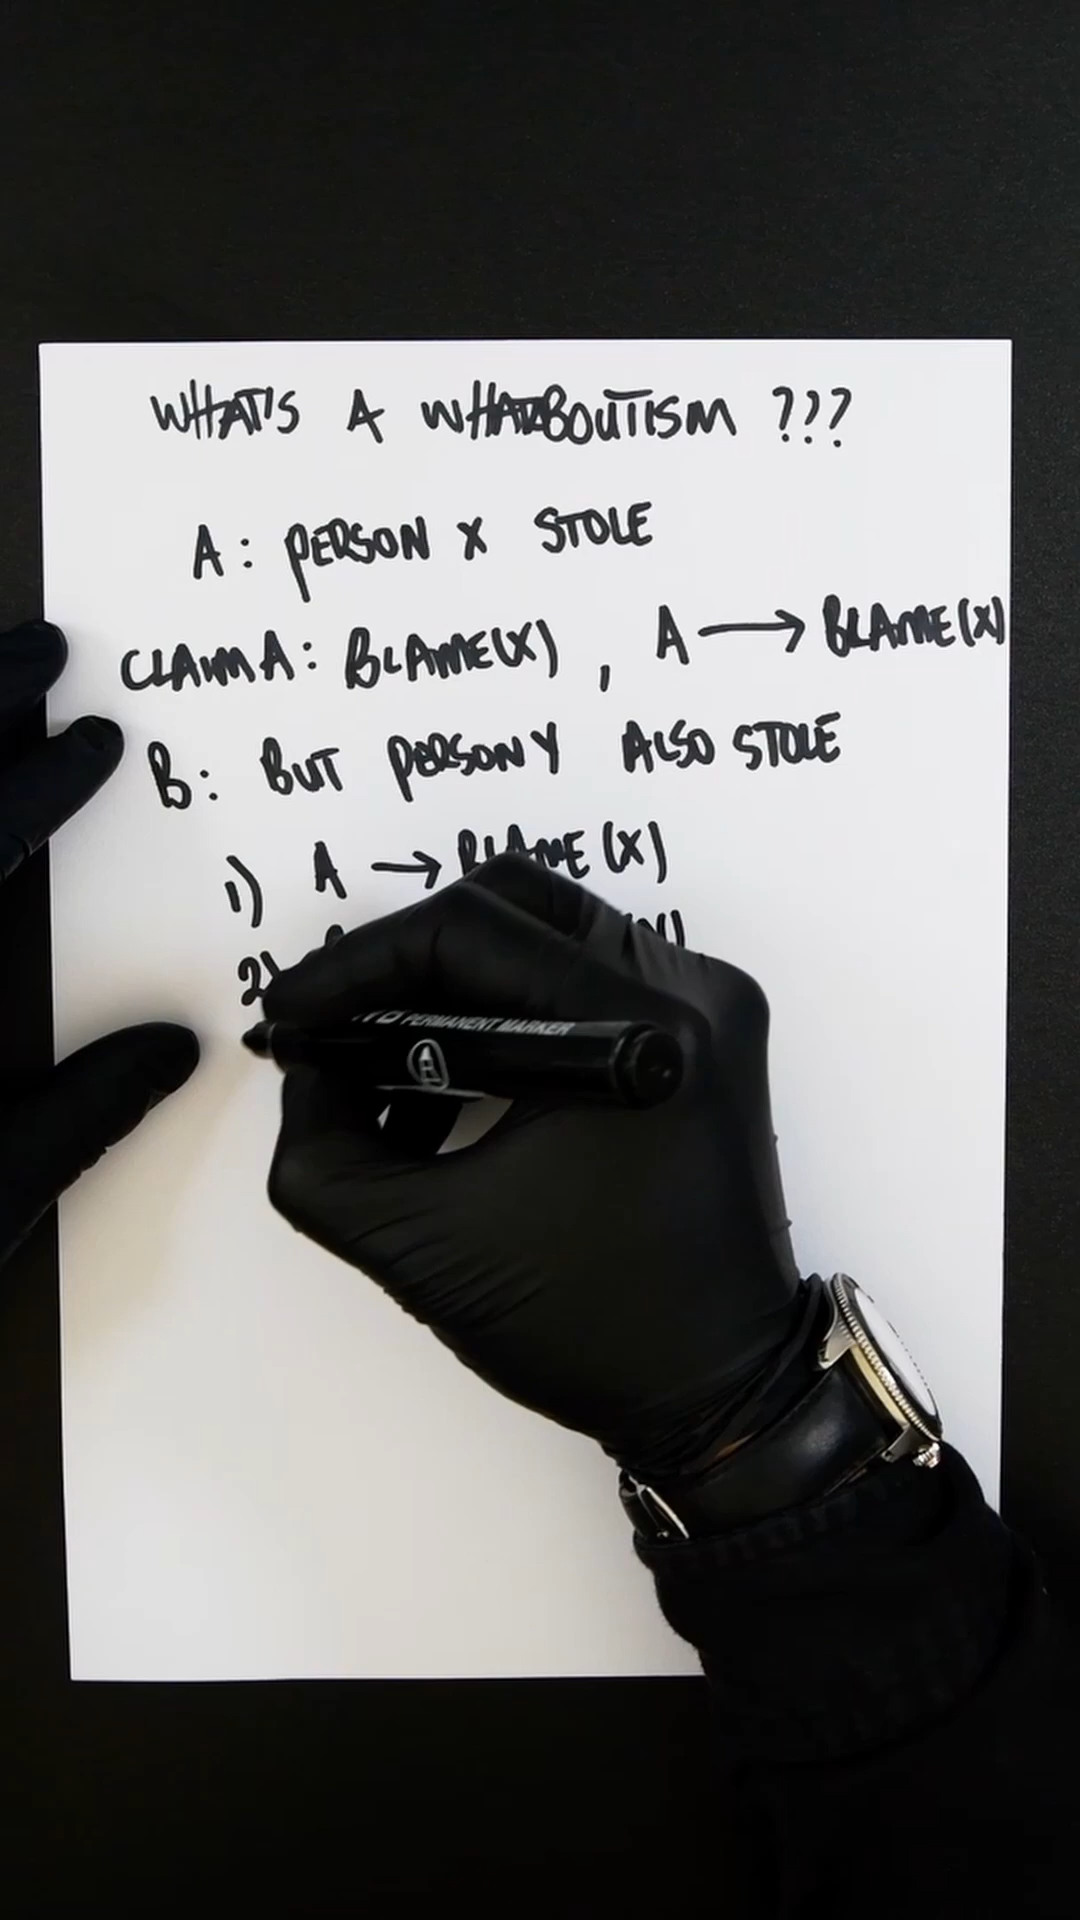 WHAT'S A WHATABOUTISM ???
A: PERSON X STOLE
CLAIM A: BLAME(X) , A → BLAME(X)
B: BUT PERSON Y ALSO STOLE
1) A → BLAME (X)
2)
PERMANENT MARKER